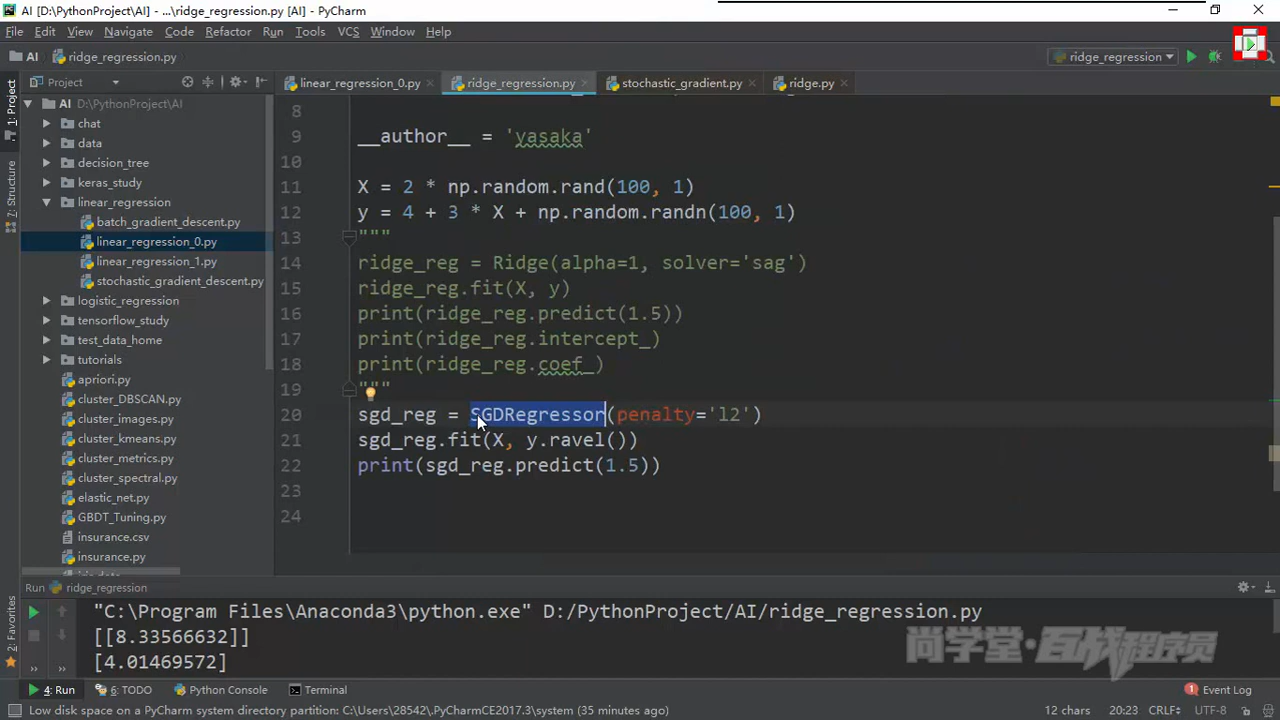 AI [D:\PythonProject\AI] - ...\ridge_regression.py [AI] - PyCharm
File Edit View Navigate Code Refactor Run Tools VCS Window Help
AI ridge_regression.py ridge_regression
Project linear_regression_0.py ridge_regression.py stochastic_gradient.py ridge.py
1: Project
7: Structure
2: Favorites
AI D:\PythonProject\AI
chat
data
decision_tree
keras_study
linear_regression
batch_gradient_descent.py
linear_regression_0.py
linear_regression_1.py
stochastic_gradient_descent.py
logistic_regression
tensorflow_study
test_data_home
tutorials
apriori.py
cluster_DBSCAN.py
cluster_images.py
cluster_kmeans.py
cluster_metrics.py
cluster_spectral.py
elastic_net.py
GBDT_Tuning.py
insurance.csv
insurance.py
8
9 __author__ = 'yasaka'
10
11 X = 2 * np.random.rand(100, 1)
12 y = 4 + 3 * X + np.random.randn(100, 1)
13 """
14 ridge_reg = Ridge(alpha=1, solver='sag')
15 ridge_reg.fit(X, y)
16 print(ridge_reg.predict(1.5))
17 print(ridge_reg.intercept_)
18 print(ridge_reg.coef_)
19 """
20 sgd_reg = SGDRegressor(penalty='l2')
21 sgd_reg.fit(X, y.ravel())
22 print(sgd_reg.predict(1.5))
23
24
Run ridge_regression
"C:\Program Files\Anaconda3\python.exe" D:/PythonProject/AI/ridge_regression.py
[[8.33566632]]
[4.01469572]
尚学堂·百战程序员
4: Run 6: TODO Python Console Terminal 1 Event Log
Low disk space on a PyCharm system directory partition: C:\Users\28542\.PyCharmCE2017.3\system (35 minutes ago) 12 chars 20:23 CRLF UTF-8